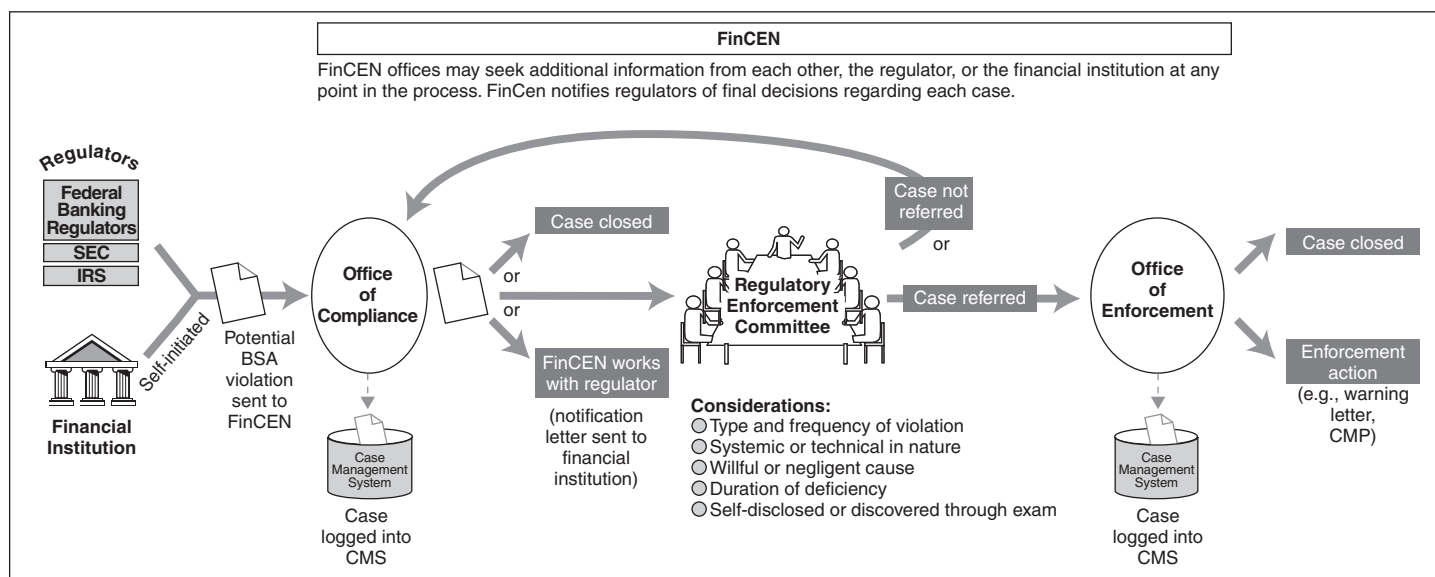 FinCEN
FinCEN offices may seek additional information from each other, the regulator, or the financial institution at any
point in the process. FinCen notifies regulators of final decisions regarding each case.
Regulators
Federal
Banking
Regulators
SEC
IRS
Financial
Institution
Self-initiated
Potential
BSA
violation
sent to
FinCEN
Office
of
Compliance
Case
Management
System
Case
logged into
CMS
Case closed
or
or
FinCEN works
with regulator
(notification
letter sent to
financial
institution)
Regulatory
Enforcement
Committee
Considerations:
Type and frequency of violation
Systemic or technical in nature
Willful or negligent cause
Duration of deficiency
Self-disclosed or discovered through exam
Case not
referred
or
Case referred
Office
of
Enforcement
Case
Management
System
Case
logged into
CMS
Case closed
Enforcement
action
(e.g., warning
letter,
CMP)